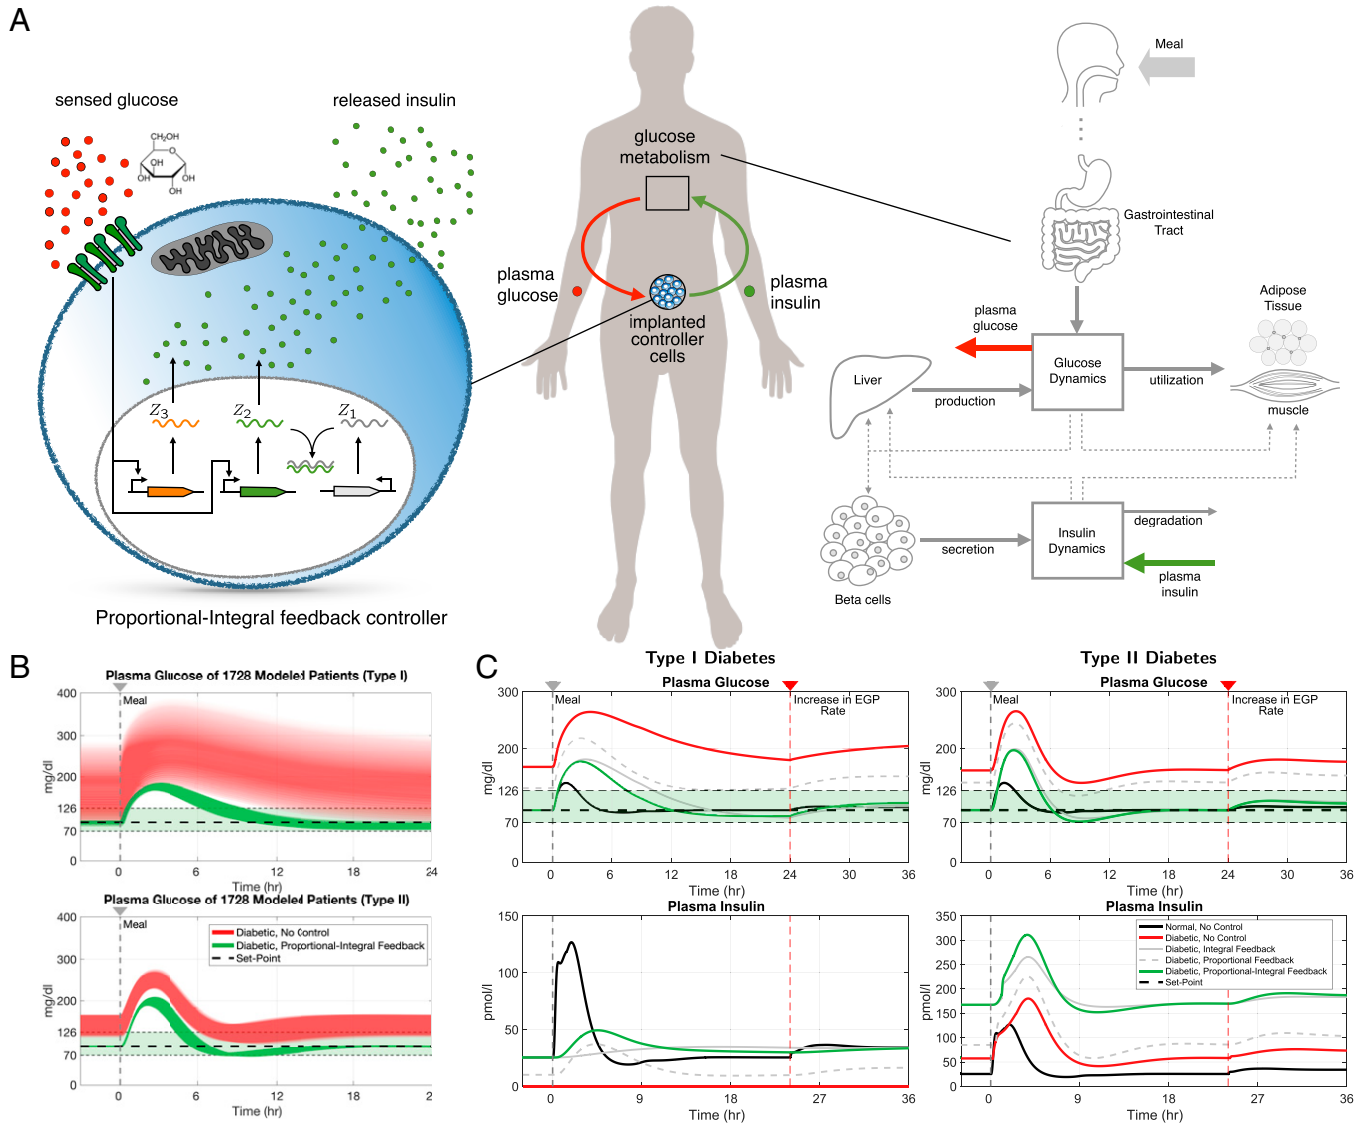 A
sensed glucose
released insulin
CH₂OH
O
OH
OH
OH
OH
Z₃
Z₂
Z₁
Proportional-Integral feedback controller
glucose
metabolism
plasma
glucose
plasma
insulin
implanted
controller
cells
Meal
Gastrointestinal
Tract
plasma
glucose
Adipose
Tissue
Liver
production
Glucose
Dynamics
utilization
muscle
Beta cells
secretion
Insulin
Dynamics
degradation
plasma
insulin
B
Plasma Glucose of 1728 Modeled Patients (Type I)
Meal
mg/dl
400
300
200
126
70
0
0
6
12
18
24
Time (hr)
Plasma Glucose of 1728 Modeled Patients (Type II)
Meal
Diabetic, No Control
Diabetic, Proportional-Integral Feedback
Set-Point
mg/dl
400
300
200
126
70
0
0
6
12
18
2
Time (hr)
C
Type I Diabetes
Plasma Glucose
Meal
Increase in EGP
Rate
mg/dl
300
200
126
70
0
0
6
12
18
24
30
36
Time (hr)
Plasma Insulin
pmol/l
150
100
50
0
0
9
18
27
36
Time (hr)
Type II Diabetes
Plasma Glucose
Meal
Increase in EGP
Rate
mg/dl
300
200
126
70
0
0
6
12
18
24
30
36
Time (hr)
Plasma Insulin
Normal, No Control
Diabetic, No Control
Diabetic, Integral Feedback
Diabetic, Proportional Feedback
Diabetic, Proportional-Integral Feedback
Set-Point
pmol/l
350
300
250
200
150
100
50
0
0
9
18
27
36
Time (hr)